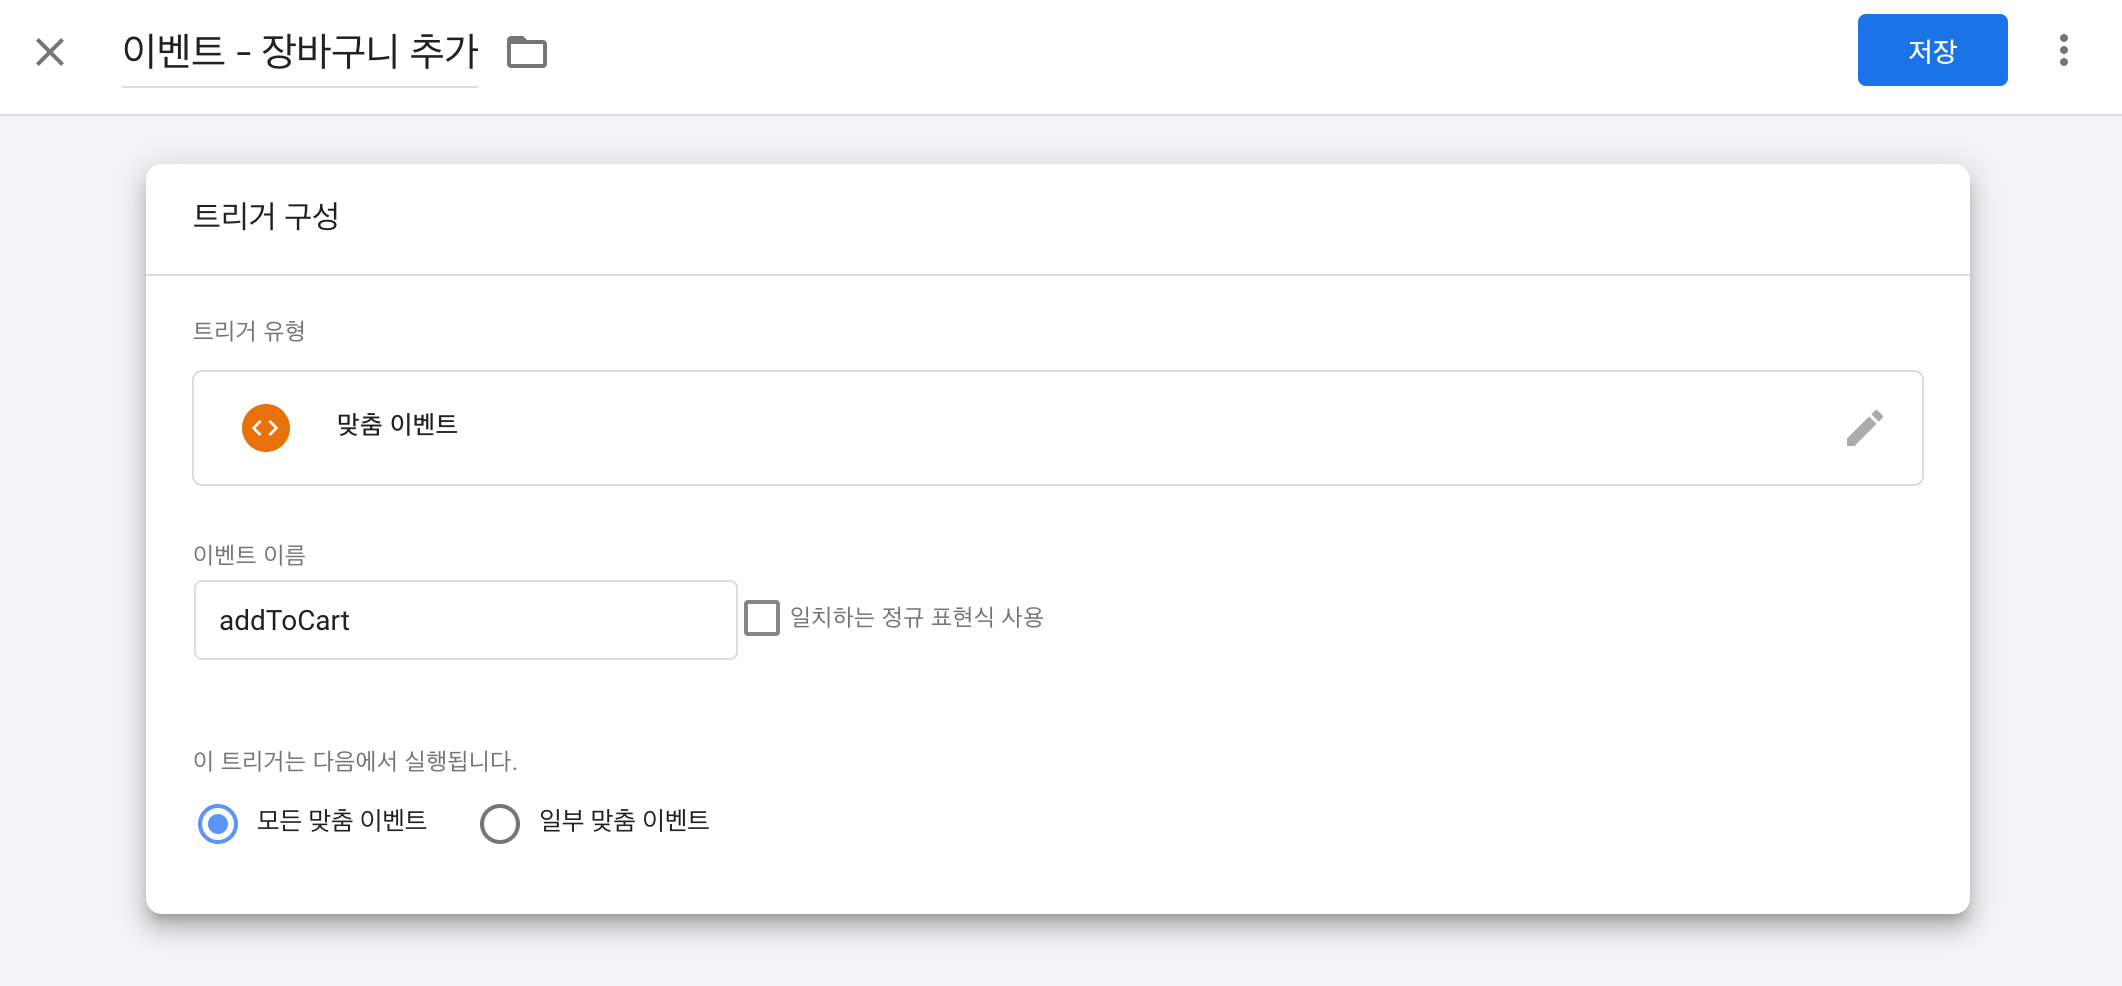 이벤트 - 장바구니 추가
저장
트리거 구성
트리거 유형
맞춤 이벤트
이벤트 이름
addToCart
일치하는 정규 표현식 사용
이 트리거는 다음에서 실행됩니다.
모든 맞춤 이벤트 일부 맞춤 이벤트